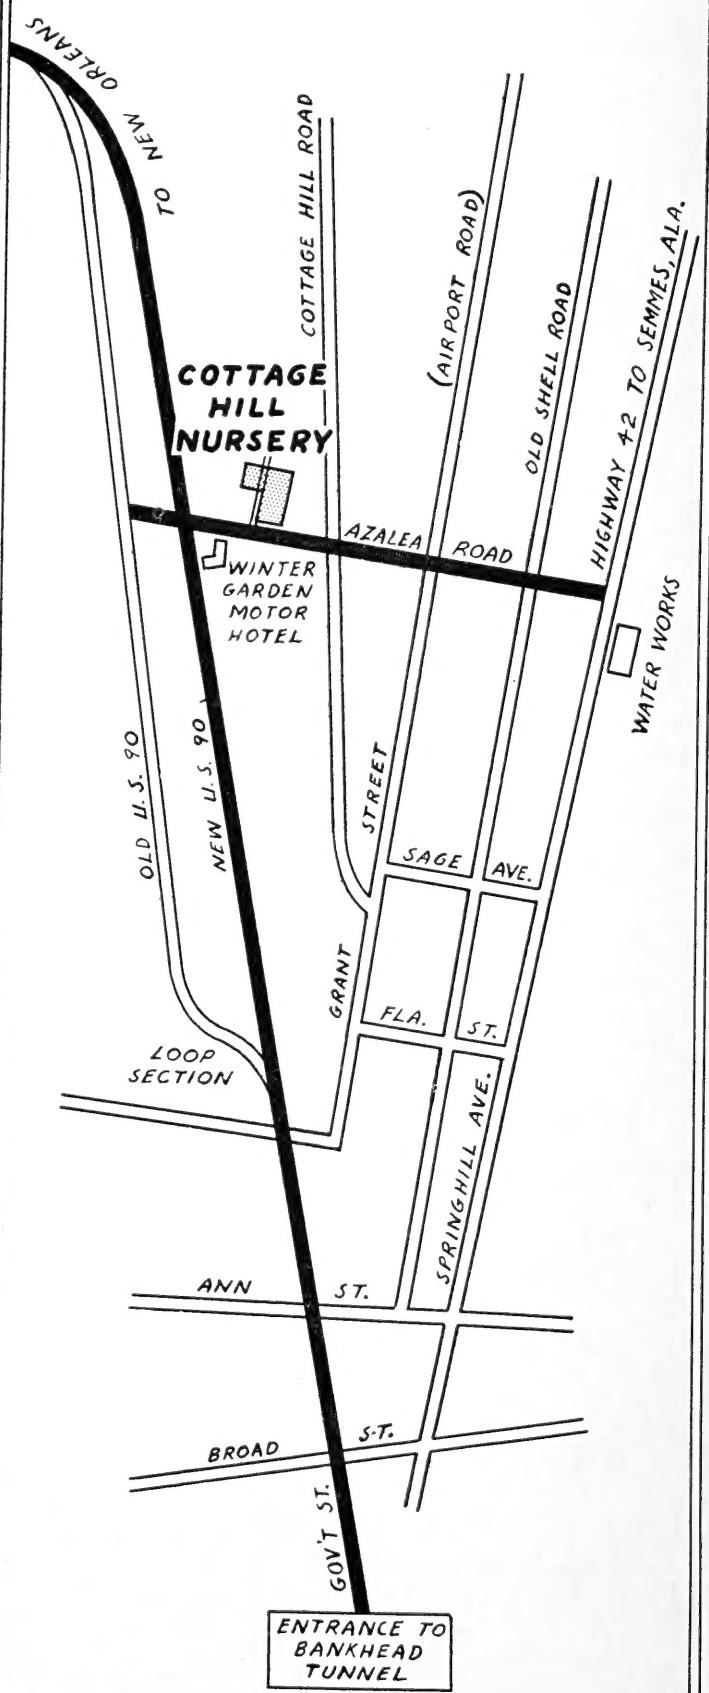 TO NEW ORLEANS
COTTAGE HILL ROAD
(AIRPORT ROAD)
OLD SHELL ROAD
HIGHWAY 42 TO SEMMES, ALA.
COTTAGE
HILL
NURSERY
AZALEA ROAD
WINTER
GARDEN
MOTOR
HOTEL
WATER WORKS
OLD U.S. 90
NEW U.S. 90
GRANT STREET
SAGE AVE.
FLA. ST.
LOOP
SECTION
SPRINGHILL AVE.
ANN ST.
BROAD S-T.
GOV'T ST.
ENTRANCE TO
BANKHEAD
TUNNEL